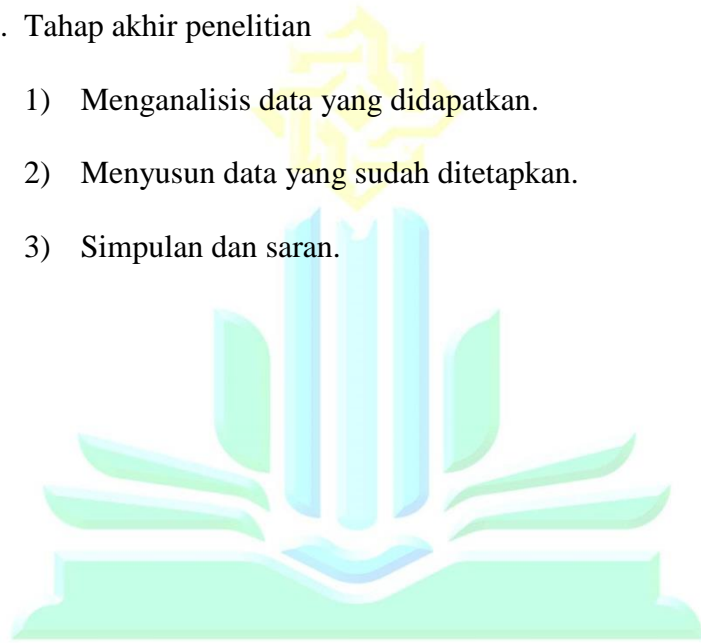 . Tahap akhir penelitian
1) Menganalisis data yang didapatkan.
2) Menyusun data yang sudah ditetapkan.
3) Simpulan dan saran.